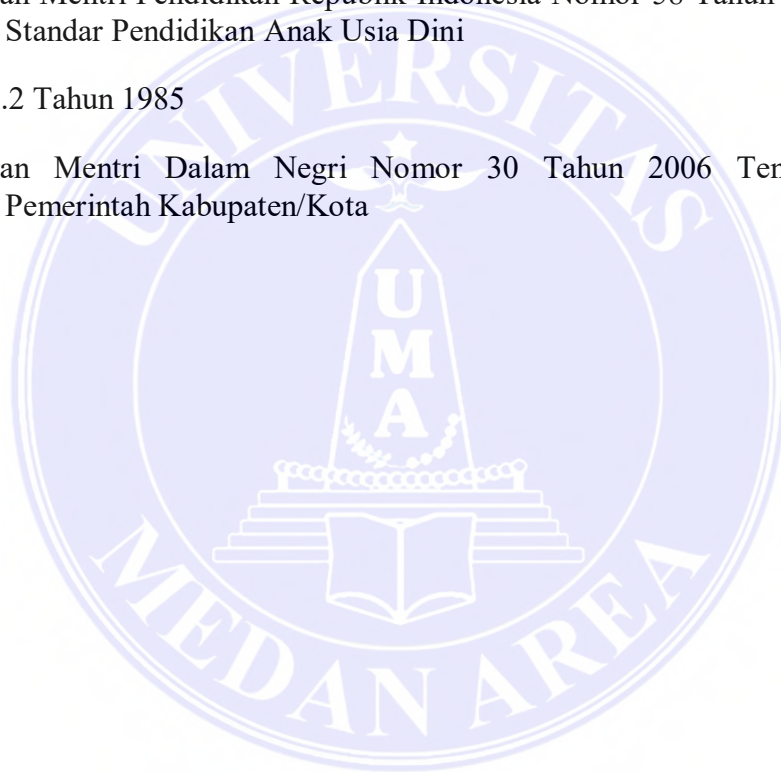 an Mentri Pendidikan Republik Indonesia Nomor 58 Tahun
Standar Pendidikan Anak Usia Dini
.2 Tahun 1985
an Mentri Dalam Negri Nomor 30 Tahun 2006 Ten
Pemerintah Kabupaten/Kota
UNIVERSITAS
U
M
A
MEDAN AREA